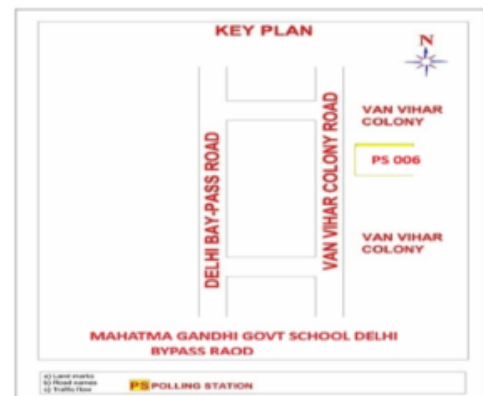 KEY PLAN
N
DELHI BAY-PASS ROAD
VAN VIHAR COLONY ROAD
VAN VIHAR
COLONY
PS 006
VAN VIHAR
COLONY
MAHATMA GANDHI GOVT SCHOOL DELHI
BYPASS RAOD
a) Land marks
b) Road names
c) Traffic flow
PS POLLING STATION